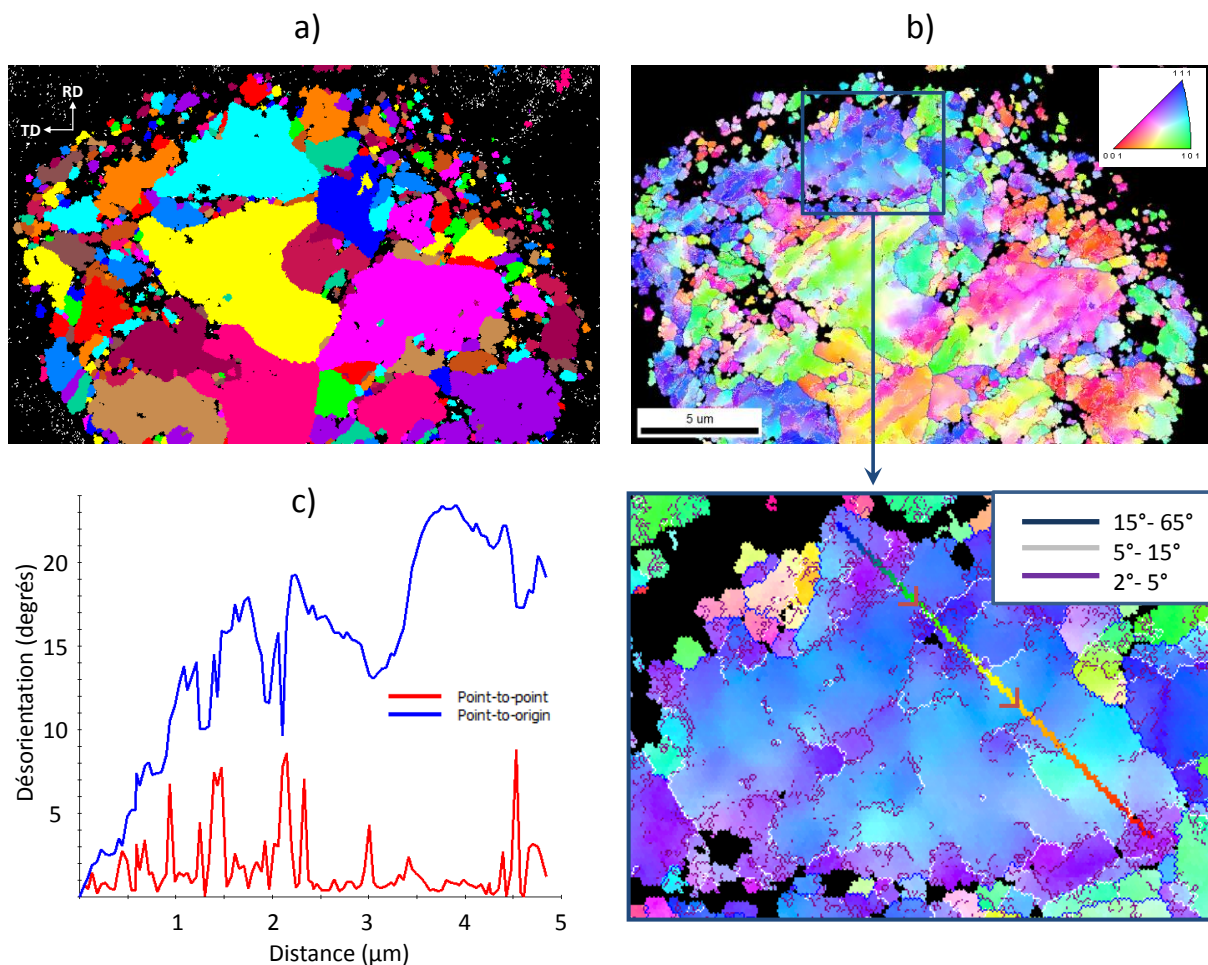 a)
b)
RD
TD
111
001
101
5 um
c)
Désorientation (degrés)
20
15
10
5
Point-to-point
Point-to-origin
1
2
3
4
5
Distance (µm)
15°- 65°
5°- 15°
2°- 5°